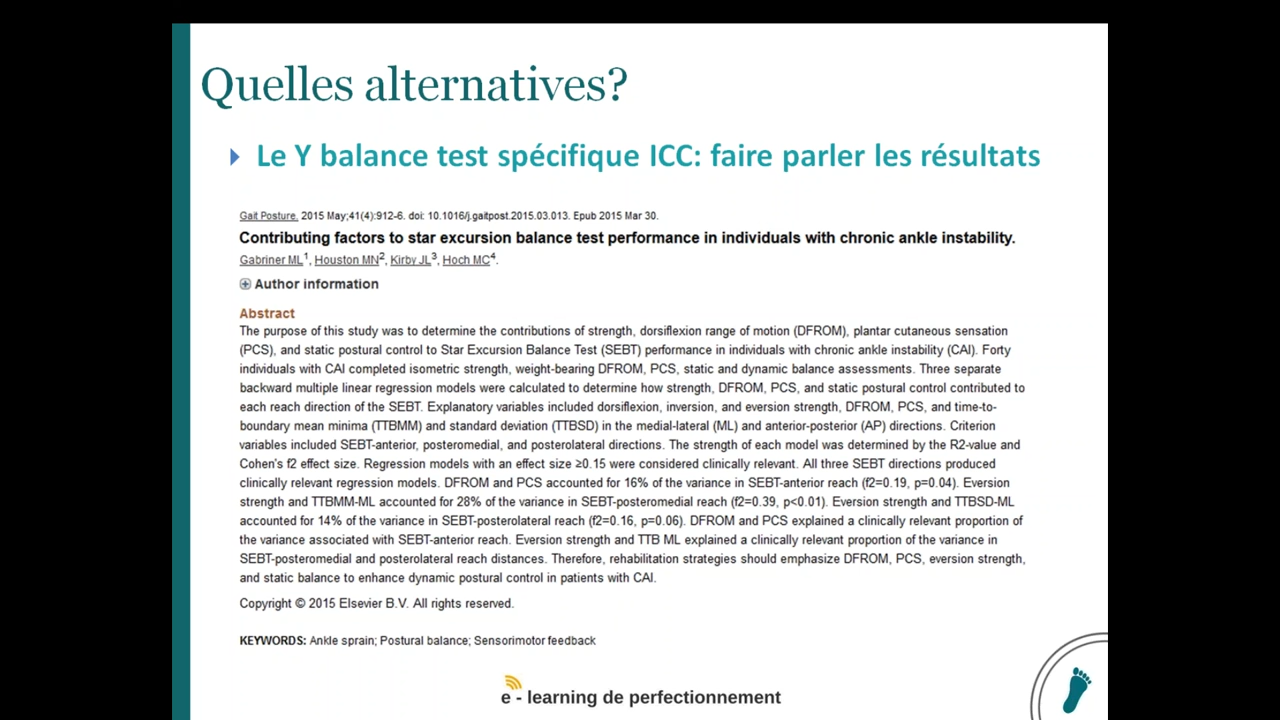 Quelles alternatives?
Le Y balance test spécifique ICC: faire parler les résultats
Gait Posture. 2015 May;41(4):912-6. doi: 10.1016/j.gaitpost.2015.03.013. Epub 2015 Mar 30.
Contributing factors to star excursion balance test performance in individuals with chronic ankle instability.
Gabriner ML1, Houston MN2, Kirby JL3, Hoch MC4.
Author information
Abstract
The purpose of this study was to determine the contributions of strength, dorsiflexion range of motion (DFROM), plantar cutaneous sensation
(PCS), and static postural control to Star Excursion Balance Test (SEBT) performance in individuals with chronic ankle instability (CAI). Forty
individuals with CAI completed isometric strength, weight-bearing DFROM, PCS, static and dynamic balance assessments. Three separate
backward multiple linear regression models were calculated to determine how strength, DFROM, PCS, and static postural control contributed to
each reach direction of the SEBT. Explanatory variables included dorsiflexion, inversion, and eversion strength, DFROM, PCS, and time-to-
boundary mean minima (TTBMM) and standard deviation (TTBSD) in the medial-lateral (ML) and anterior-posterior (AP) directions. Criterion
variables included SEBT-anterior, posteromedial, and posterolateral directions. The strength of each model was determined by the R2-value and
Cohen's f2 effect size. Regression models with an effect size ≥0.15 were considered clinically relevant. All three SEBT directions produced
clinically relevant regression models. DFROM and PCS accounted for 16% of the variance in SEBT-anterior reach (f2=0.19, p=0.04). Eversion
strength and TTBMM-ML accounted for 28% of the variance in SEBT-posteromedial reach (f2=0.39, p<0.01). Eversion strength and TTBSD-ML
accounted for 14% of the variance in SEBT-posterolateral reach (f2=0.16, p=0.06). DFROM and PCS explained a clinically relevant proportion of
the variance associated with SEBT-anterior reach. Eversion strength and TTB ML explained a clinically relevant proportion of the variance in
SEBT-posteromedial and posterolateral reach distances. Therefore, rehabilitation strategies should emphasize DFROM, PCS, eversion strength,
and static balance to enhance dynamic postural control in patients with CAI.
Copyright © 2015 Elsevier B.V. All rights reserved.
KEYWORDS: Ankle sprain; Postural balance; Sensorimotor feedback
e - learning de perfectionnement